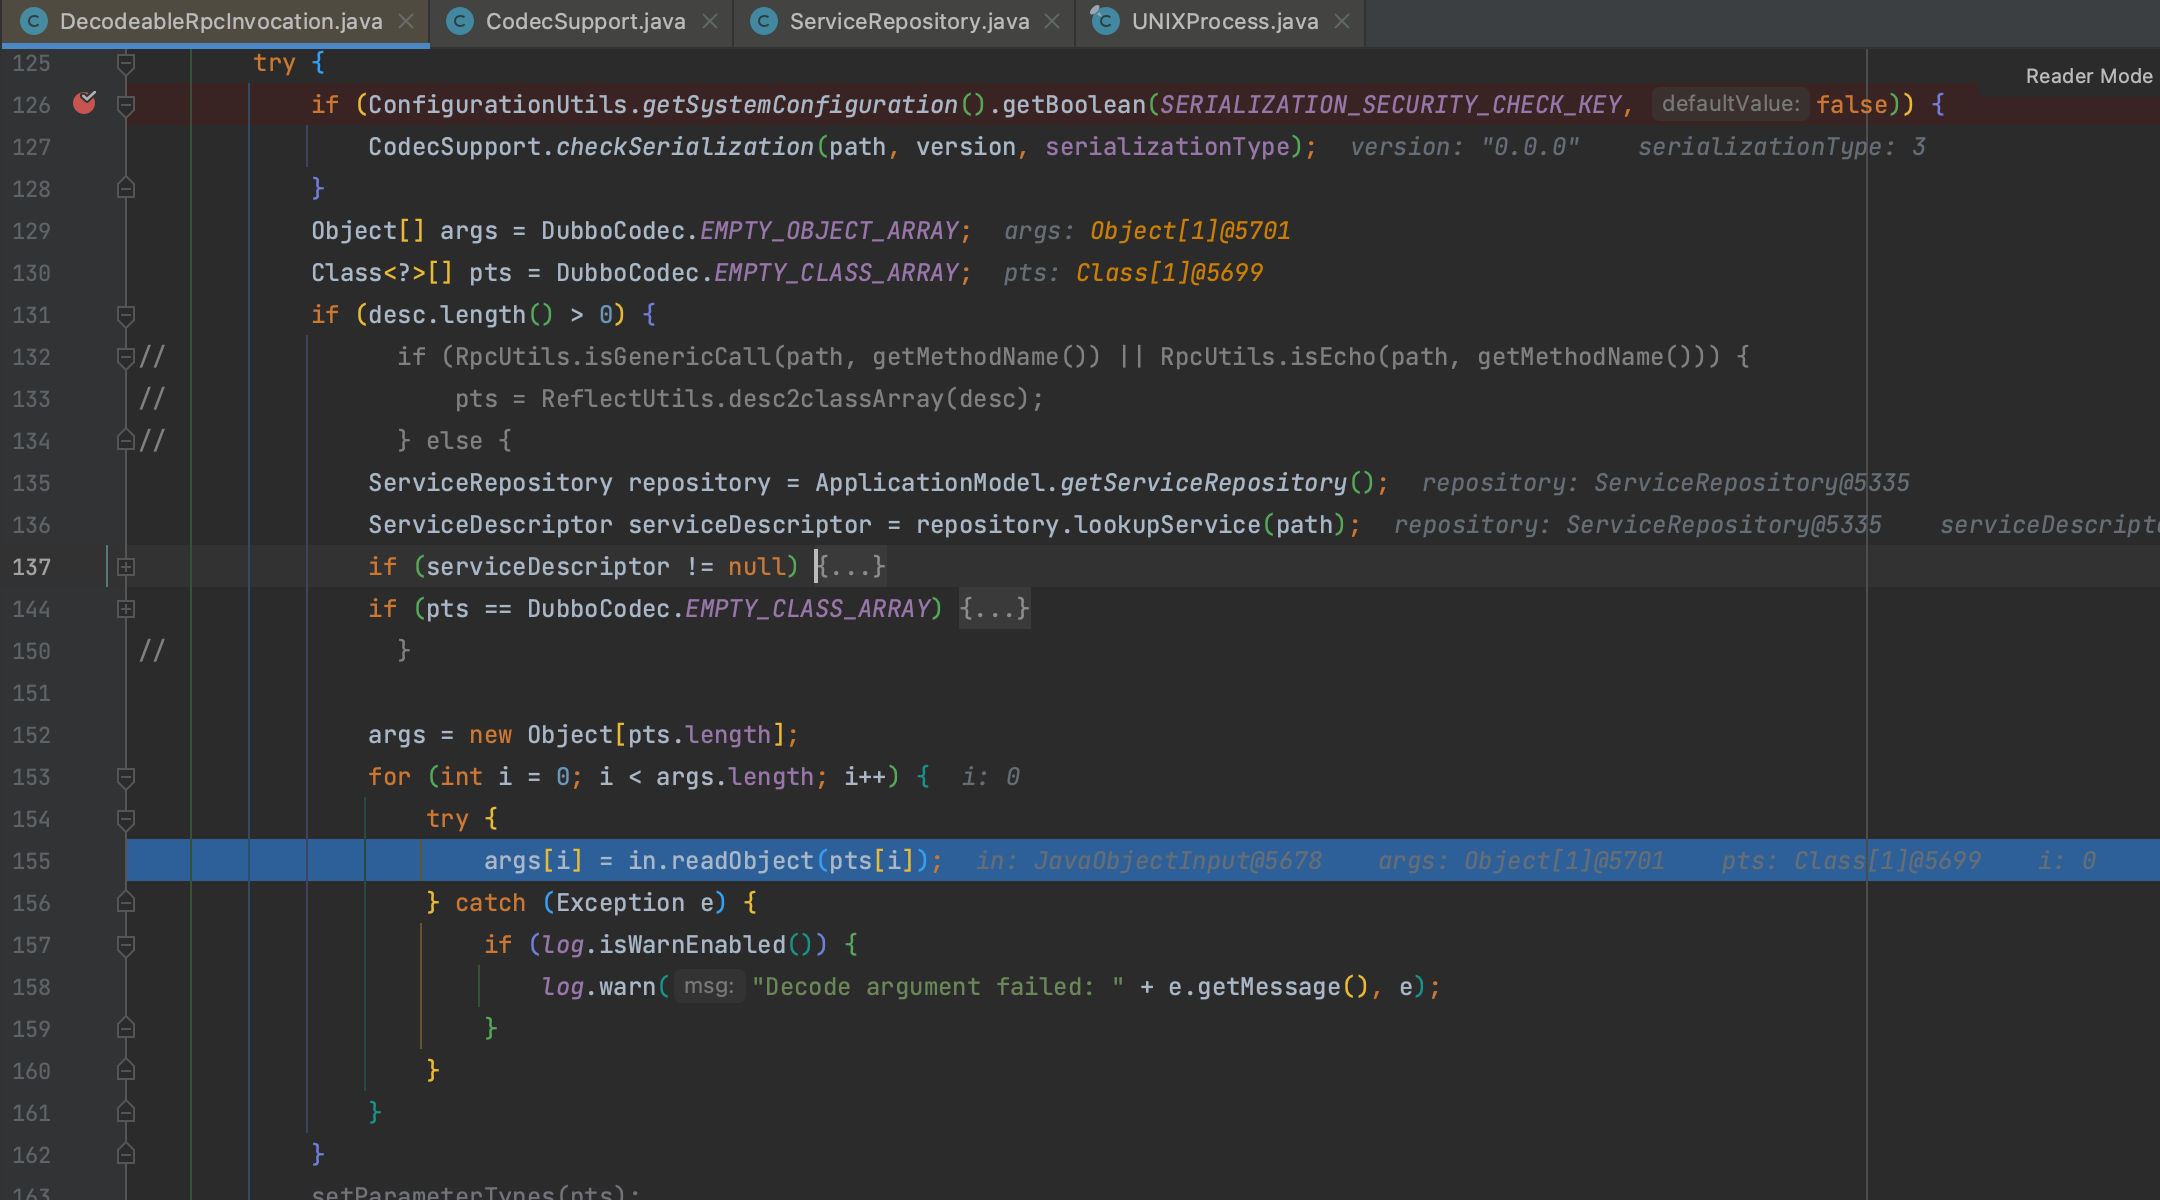 DecodeableRpcInvocation.java CodecSupport.java ServiceRepository.java UNIXProcess.java
Reader Mode
125 try {
126 if (ConfigurationUtils.getSystemConfiguration().getBoolean(SERIALIZATION_SECURITY_CHECK_KEY, defaultValue: false)) {
127 CodecSupport.checkSerialization(path, version, serializationType); version: "0.0.0" serializationType: 3
128 }
129 Object[] args = DubboCodec.EMPTY_OBJECT_ARRAY; args: Object[1]@5701
130 Class<?>[] pts = DubboCodec.EMPTY_CLASS_ARRAY; pts: Class[1]@5699
131 if (desc.length() > 0) {
132 // if (RpcUtils.isGenericCall(path, getMethodName()) || RpcUtils.isEcho(path, getMethodName())) {
133 // pts = ReflectUtils.desc2classArray(desc);
134 // } else {
135 ServiceRepository repository = ApplicationModel.getServiceRepository(); repository: ServiceRepository@5335
136 ServiceDescriptor serviceDescriptor = repository.lookupService(path); repository: ServiceRepository@5335 serviceDescript
137 if (serviceDescriptor != null) {...}
144 if (pts == DubboCodec.EMPTY_CLASS_ARRAY) {...}
150 // }
151
152 args = new Object[pts.length];
153 for (int i = 0; i < args.length; i++) { i: 0
154 try {
155 args[i] = in.readObject(pts[i]); in: JavaObjectInput@5678 args: Object[1]@5701 pts: Class[1]@5699 i: 0
156 } catch (Exception e) {
157 if (log.isWarnEnabled()) {
158 log.warn( msg: "Decode argument failed: " + e.getMessage(), e);
159 }
160 }
161 }
162 }
163 setParameterTypes(pts);